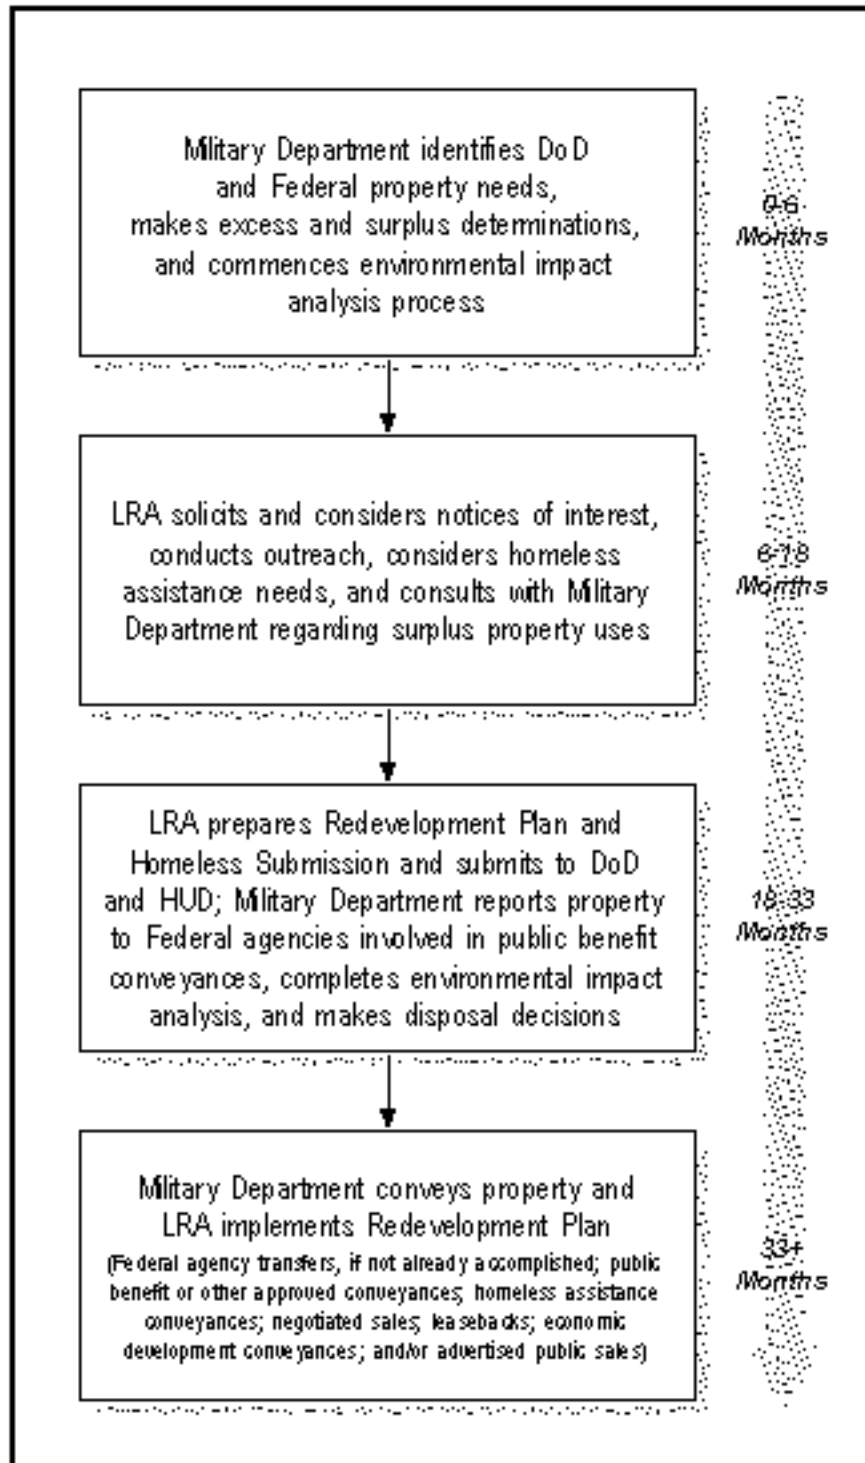 Military Department identifies DoD
and Federal property needs,
makes excess and surplus determinations,
and commences environmental impact
analysis process
0-6
Months
LRA solicits and considers notices of interest,
conducts outreach, considers homeless
assistance needs, and consults with Military
Department regarding surplus property uses
6-18
Months
LRA prepares Redevelopment Plan and
Homeless Submission and submits to DoD
and HUD; Military Department reports property
to Federal agencies involved in public benefit
conveyances, completes environmental impact
analysis, and makes disposal decisions
18-33
Months
Military Department conveys property and
LRA implements Redevelopment Plan
(Federal agency transfers, if not already accomplished; public
benefit or other approved conveyances; homeless assistance
conveyances; negotiated sales; leasebacks; economic
development conveyances; and/or advertised public sales)
33+
Months